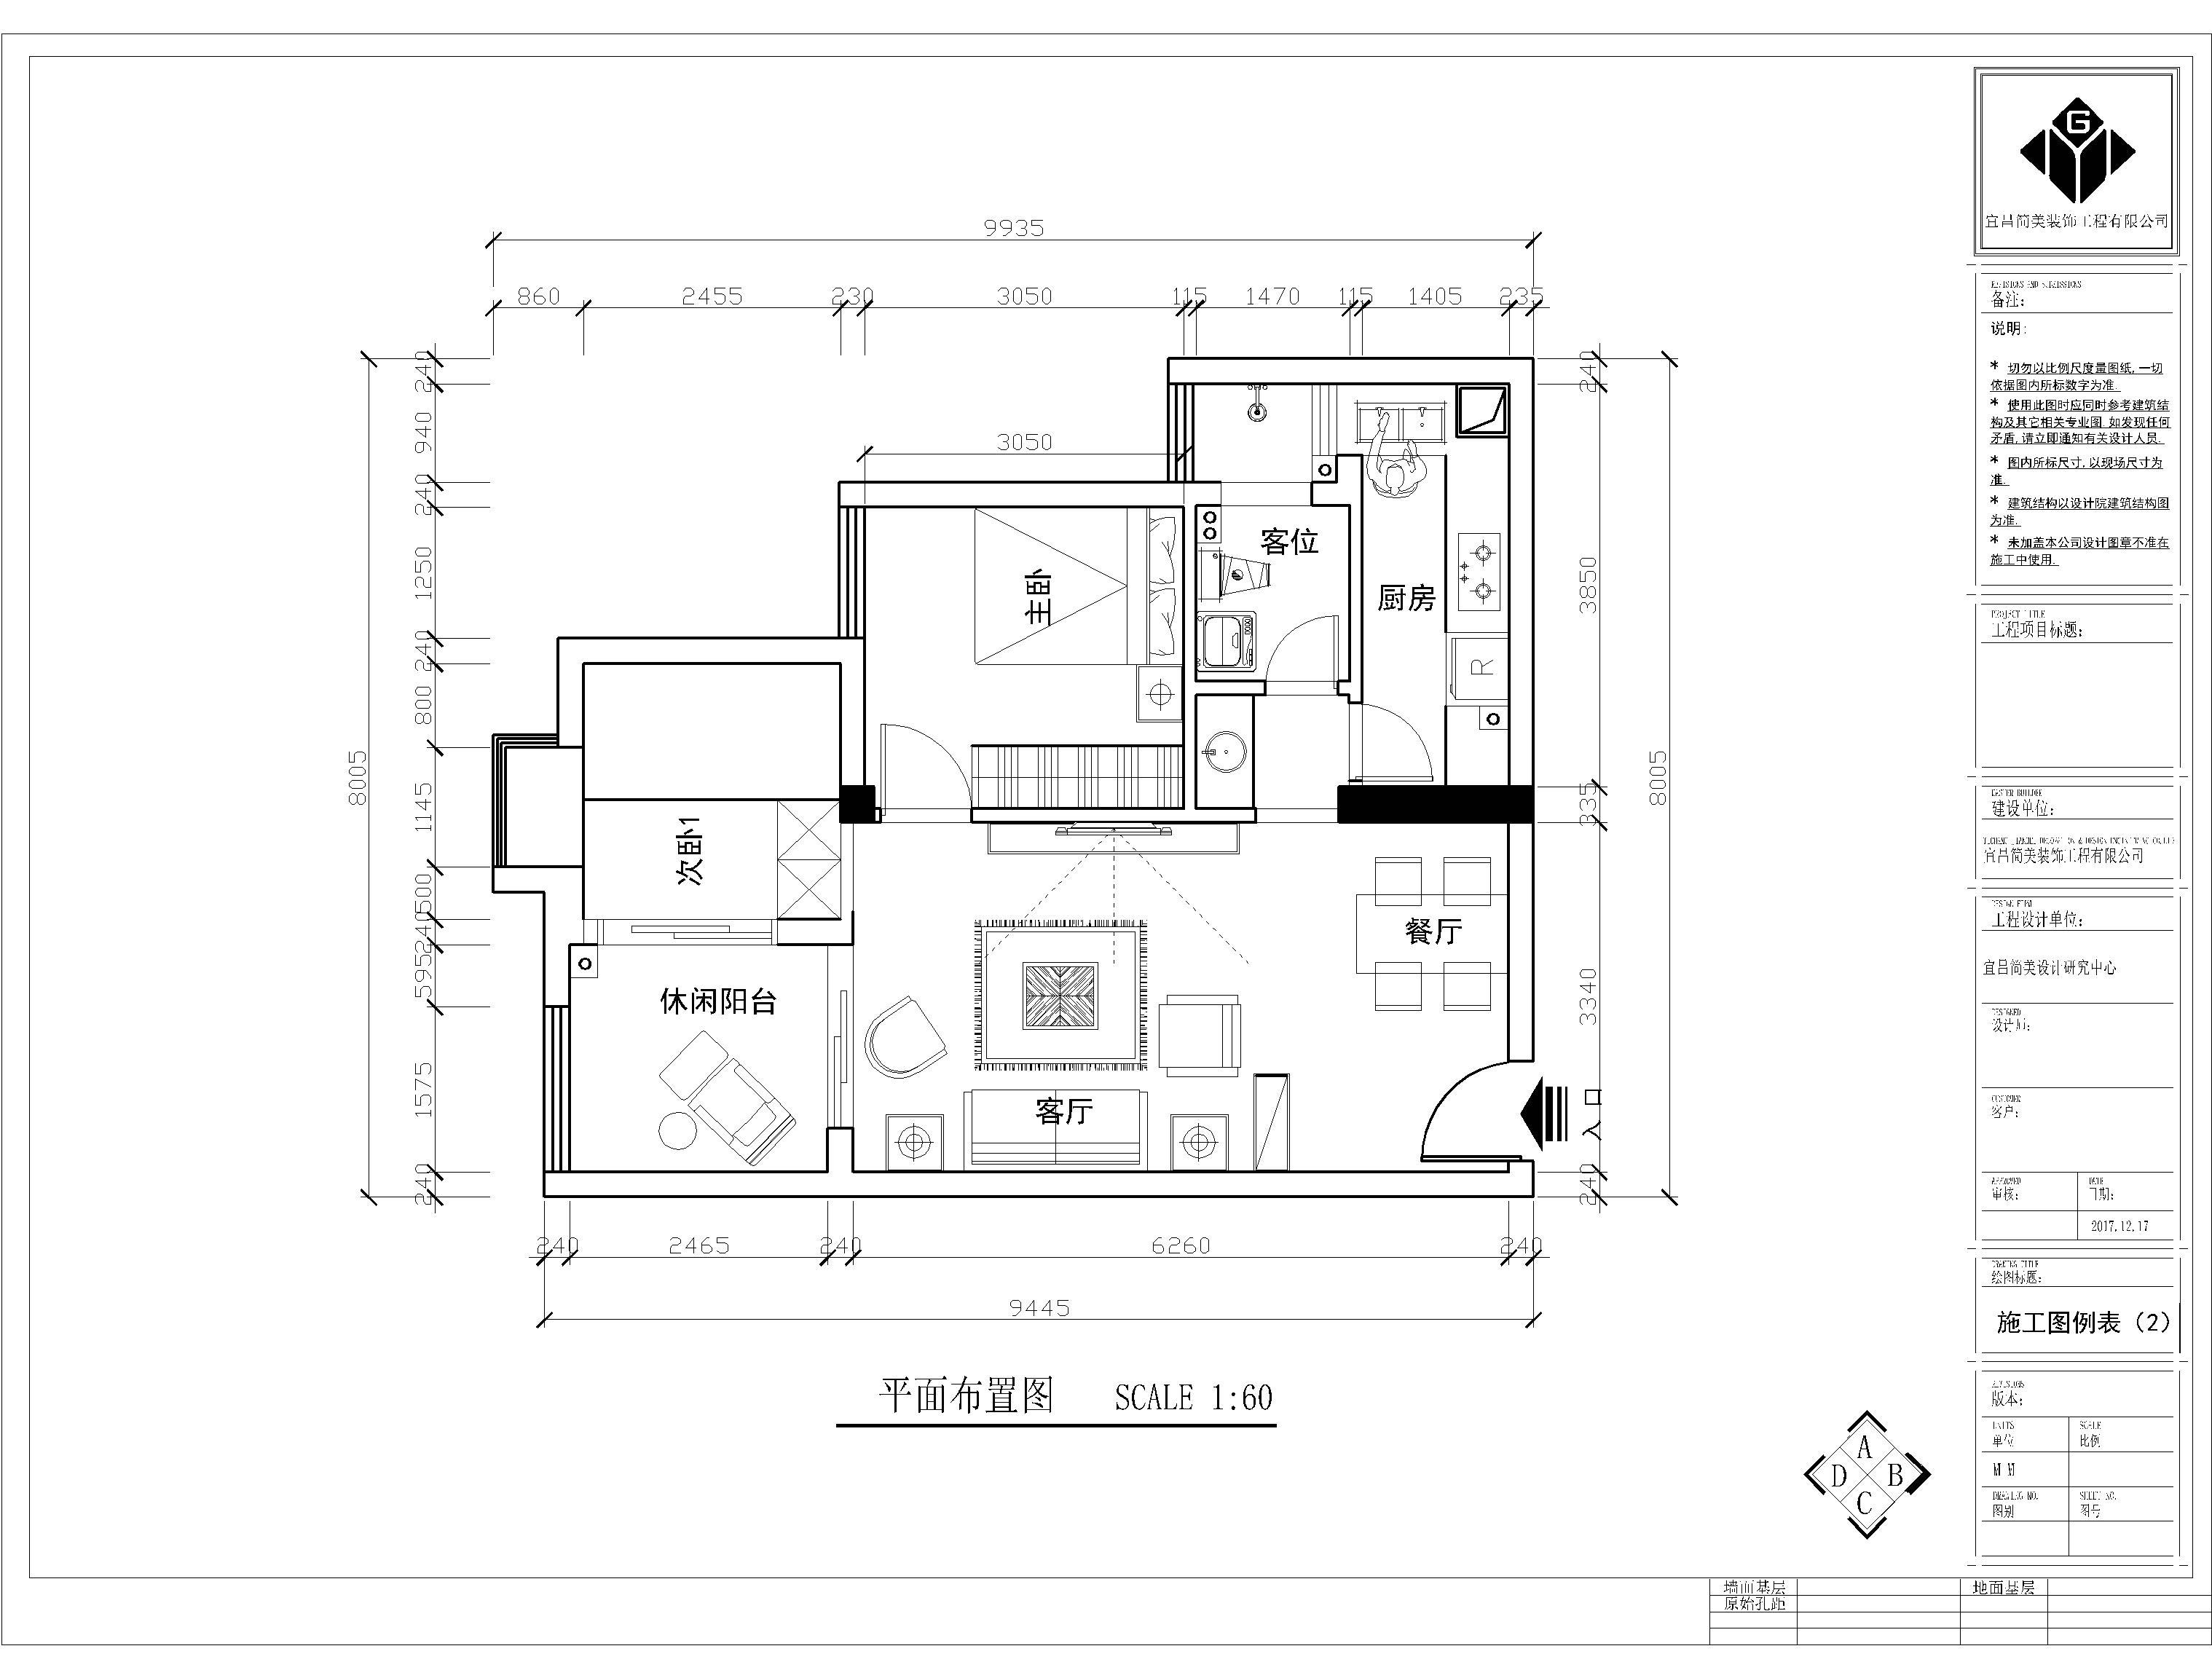 9935
860
2455
230
3050
115
1470
115
1405
235
3050
8005
240
940
240
1250
240
800
1145
500
240
595
1575
240
240
3850
335
3340
240
8005
主卧
客位
厨房
R
次卧1
餐厅
休闲阳台
客厅
入口
240
2465
240
6260
240
9445
平面布置图 SCALE 1:60
A
D B
C
G
宜昌简美装饰工程有限公司
备注:
说明:
* 切勿以比例尺度量图纸,一切
依据图内所标数字为准.
* 使用此图时应同时参考建筑结
构及其它相关专业图.如发现任何
矛盾,请立即通知有关设计人员.
* 图内所标尺寸,以现场尺寸为
准.
* 建筑结构以设计院建筑结构图
为准.
* 未加盖本公司设计图章不准在
施工中使用.
PROJECT TITLE
工程项目标题:
建设单位:
宜昌简美装饰工程有限公司
工程设计单位:
宜昌简美设计研究中心
DESIGNED
设计师:
CUSTOMER
客户:
APPROVED
审核:
DATE
日期:
2017.12.17
DRAWING TITLE
绘图标题:
施工图例表（2）
版本:
UNITS
单位
SCALE
比例
M M
DRAWING NO.
图别
SHEET NO.
图号
墙面基层 地面基层
原始孔距